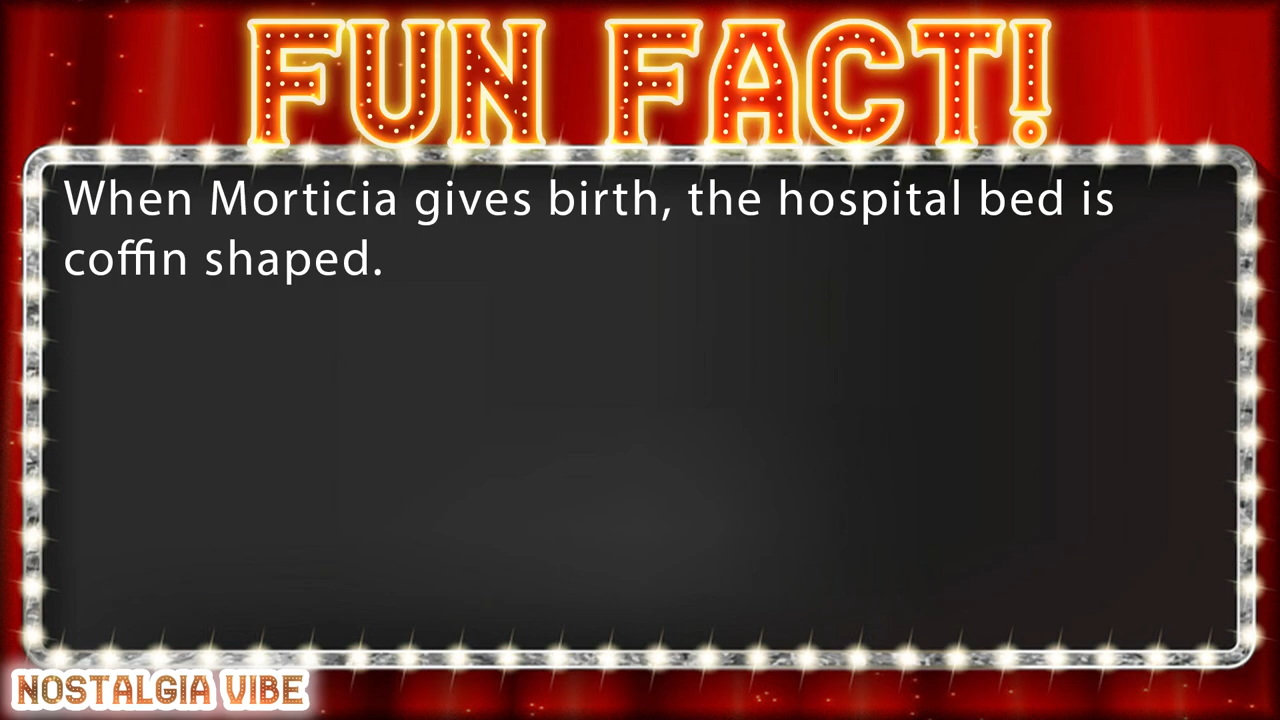 FUN FACT!
When Morticia gives birth, the hospital bed is
coffin shaped.
NOSTALGIA VIBE